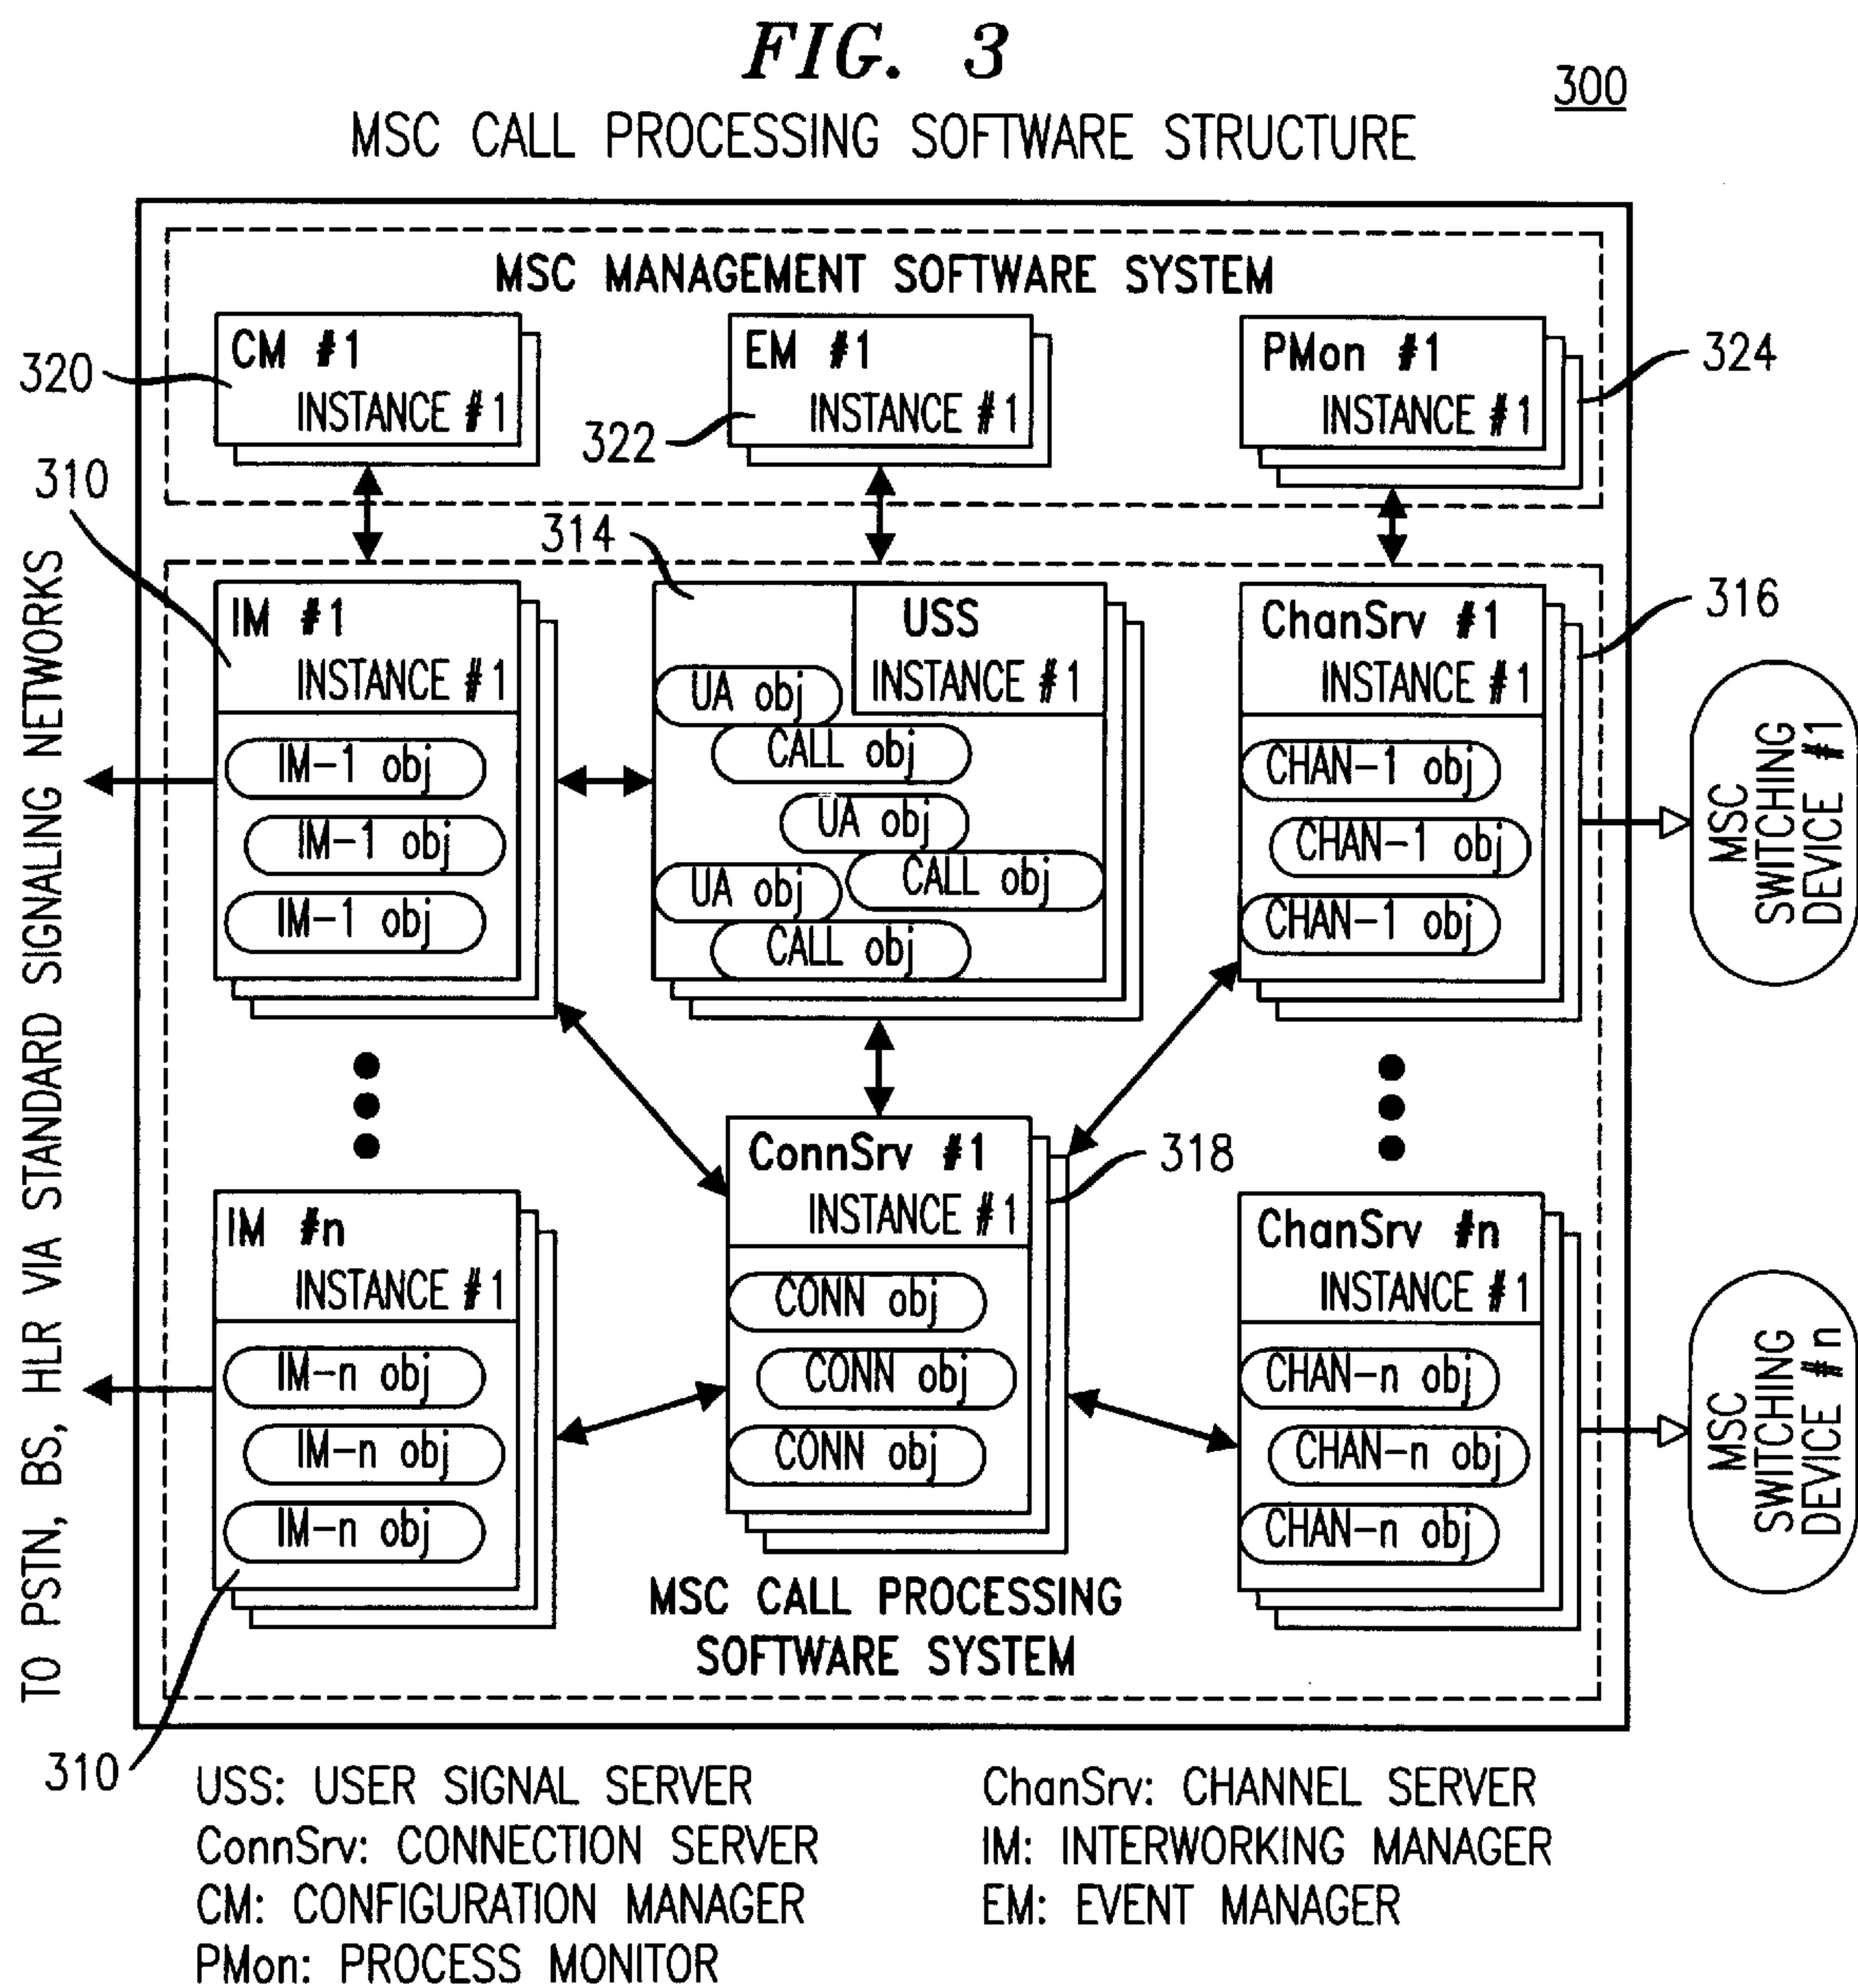 FIG. 3
300
MSC CALL PROCESSING SOFTWARE STRUCTURE
MSC MANAGEMENT SOFTWARE SYSTEM
CM #1
INSTANCE #1
320
EM #1
INSTANCE #1
322
PMon #1
INSTANCE #1
324
310
314
IM #1
INSTANCE #1
IM-1 obj
IM-1 obj
IM-1 obj
USS
INSTANCE #1
UA obj
CALL obj
UA obj
CALL obj
UA obj
CALL obj
ChanSrv #1
INSTANCE #1
316
CHAN-1 obj
CHAN-1 obj
CHAN-1 obj
MSC
SWITCHING
DEVICE #1
TO PSTN, BS, HLR VIA STANDARD SIGNALING NETWORKS
ConnSrv #1
INSTANCE #1
318
CONN obj
CONN obj
CONN obj
IM #n
INSTANCE #1
IM-n obj
IM-n obj
IM-n obj
310
ChanSrv #n
INSTANCE #1
CHAN-n obj
CHAN-n obj
CHAN-n obj
MSC
SWITCHING
DEVICE #n
MSC CALL PROCESSING
SOFTWARE SYSTEM
USS: USER SIGNAL SERVER
ConnSrv: CONNECTION SERVER
CM: CONFIGURATION MANAGER
PMon: PROCESS MONITOR
ChanSrv: CHANNEL SERVER
IM: INTERWORKING MANAGER
EM: EVENT MANAGER